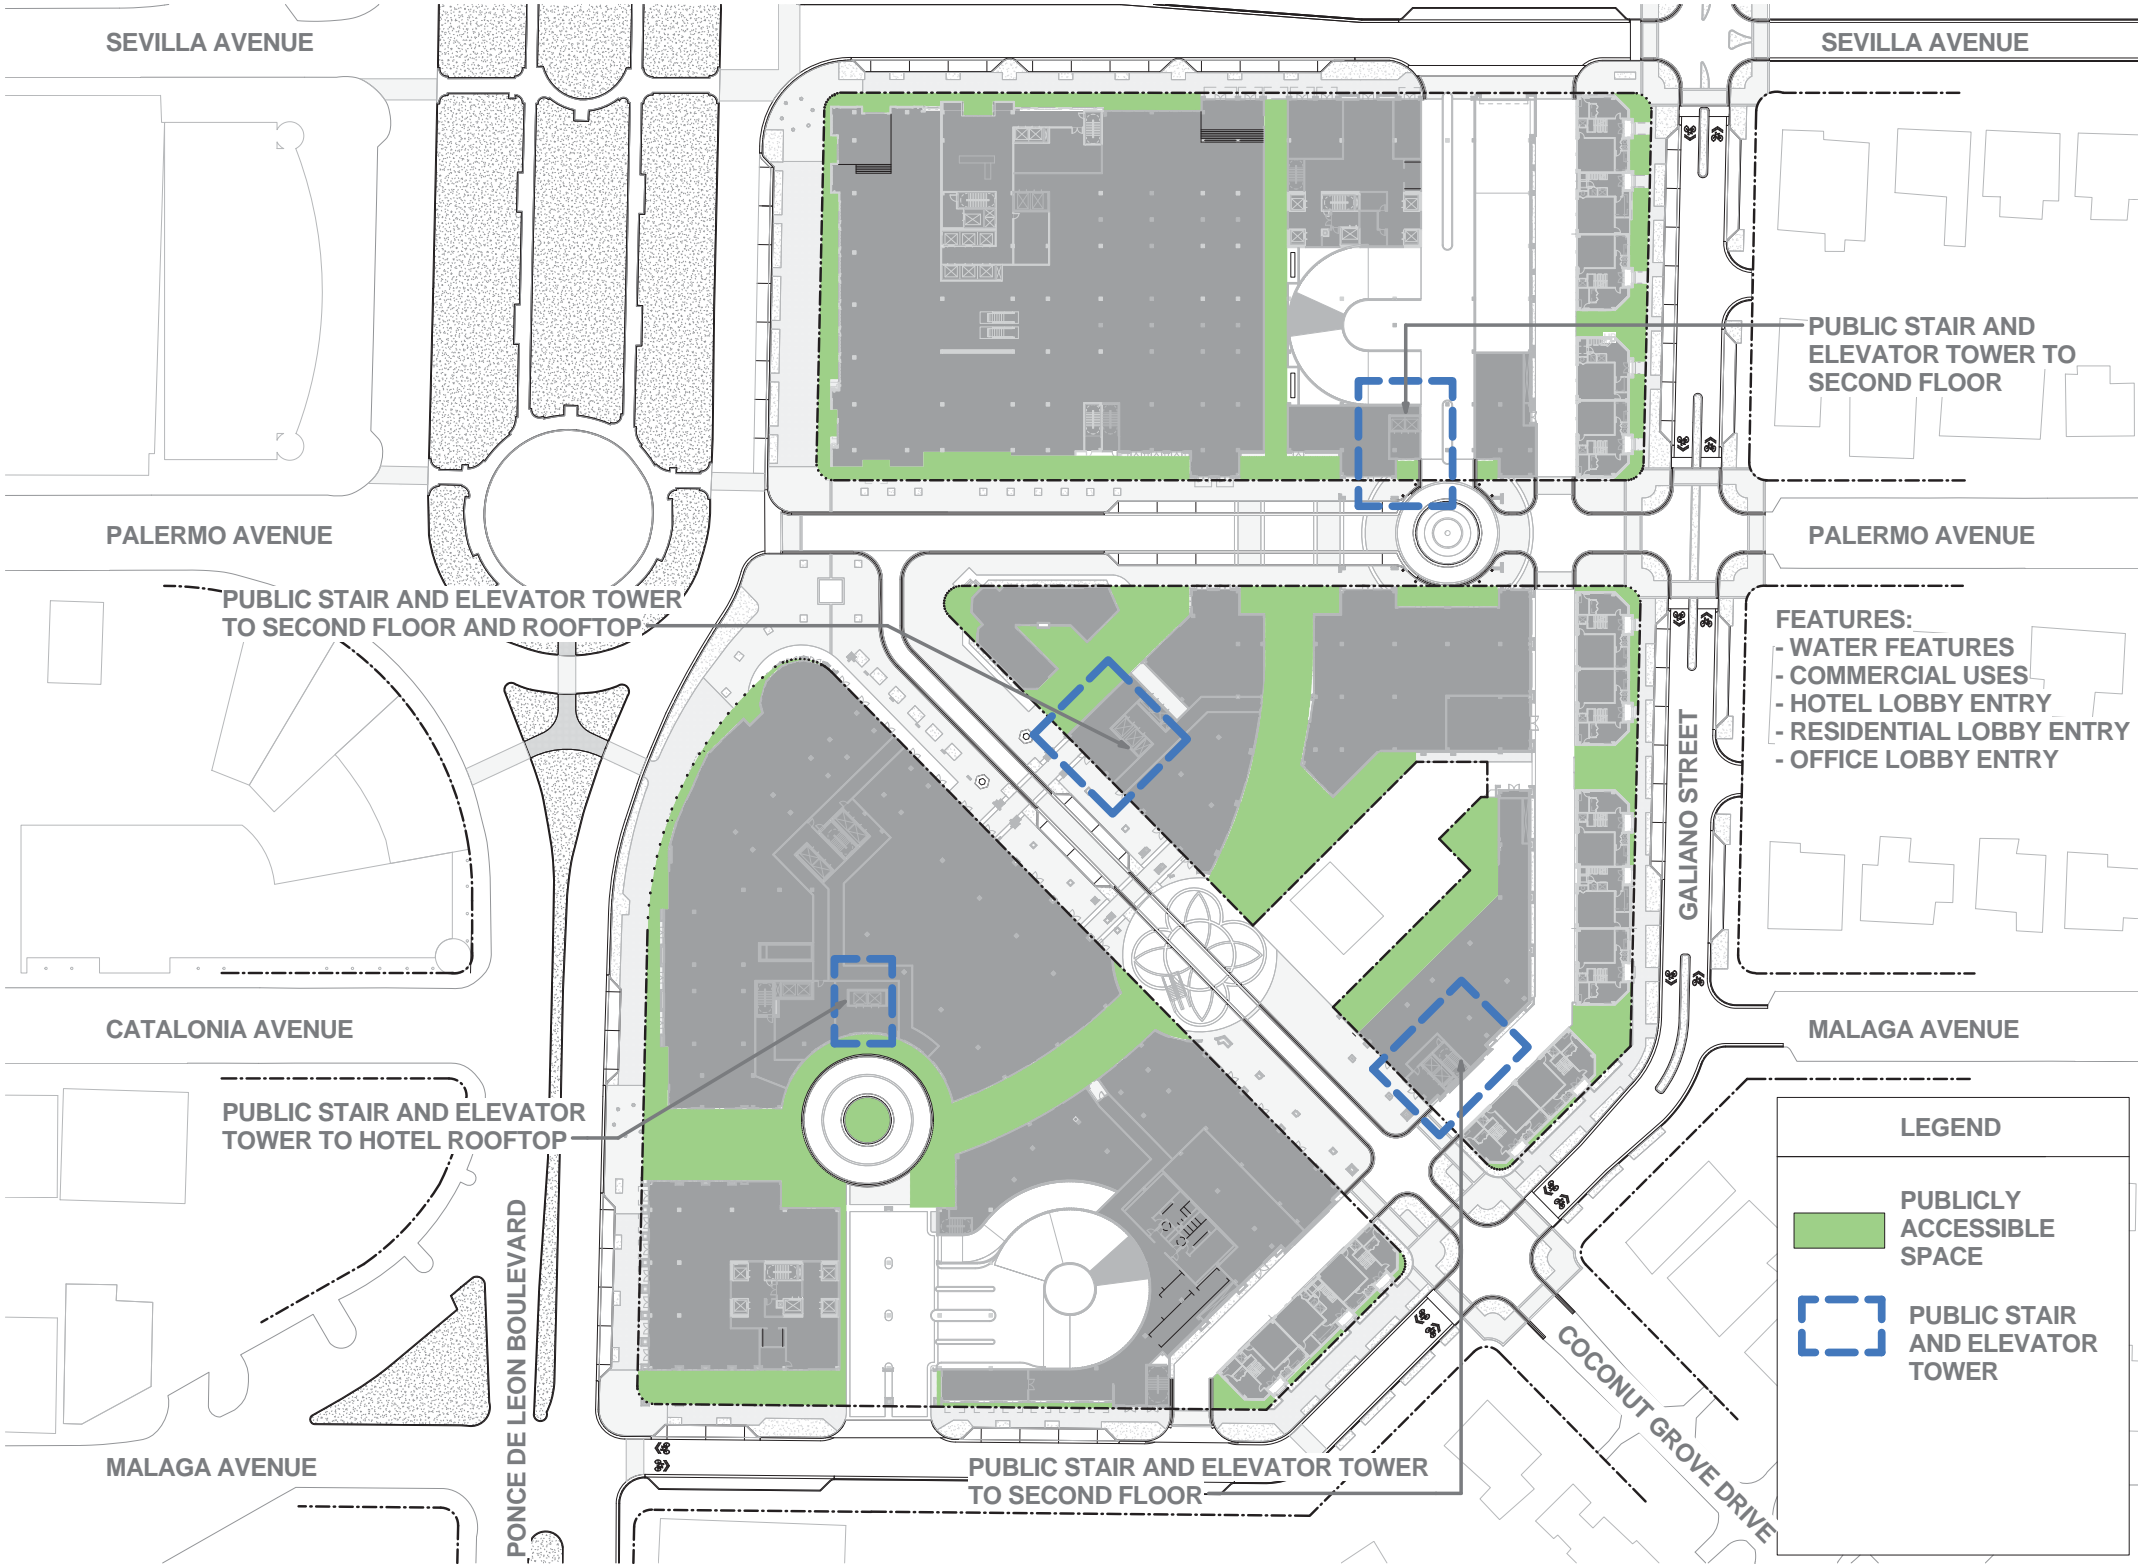 SEVILLA AVENUE
SEVILLA AVENUE
PUBLIC STAIR AND
ELEVATOR TOWER TO
SECOND FLOOR
PALERMO AVENUE
PALERMO AVENUE
PUBLIC STAIR AND ELEVATOR TOWER
TO SECOND FLOOR AND ROOFTOP
FEATURES:
- WATER FEATURES
- COMMERCIAL USES
- HOTEL LOBBY ENTRY
- RESIDENTIAL LOBBY ENTRY
- OFFICE LOBBY ENTRY
GALIANO STREET
CATALONIA AVENUE
MALAGA AVENUE
PUBLIC STAIR AND ELEVATOR
TOWER TO HOTEL ROOFTOP
LEGEND
PUBLICLY
ACCESSIBLE
SPACE
PUBLIC STAIR
AND ELEVATOR
TOWER
PONCE DE LEON BOULEVARD
COCONUT GROVE DRIVE
MALAGA AVENUE
PUBLIC STAIR AND ELEVATOR TOWER
TO SECOND FLOOR